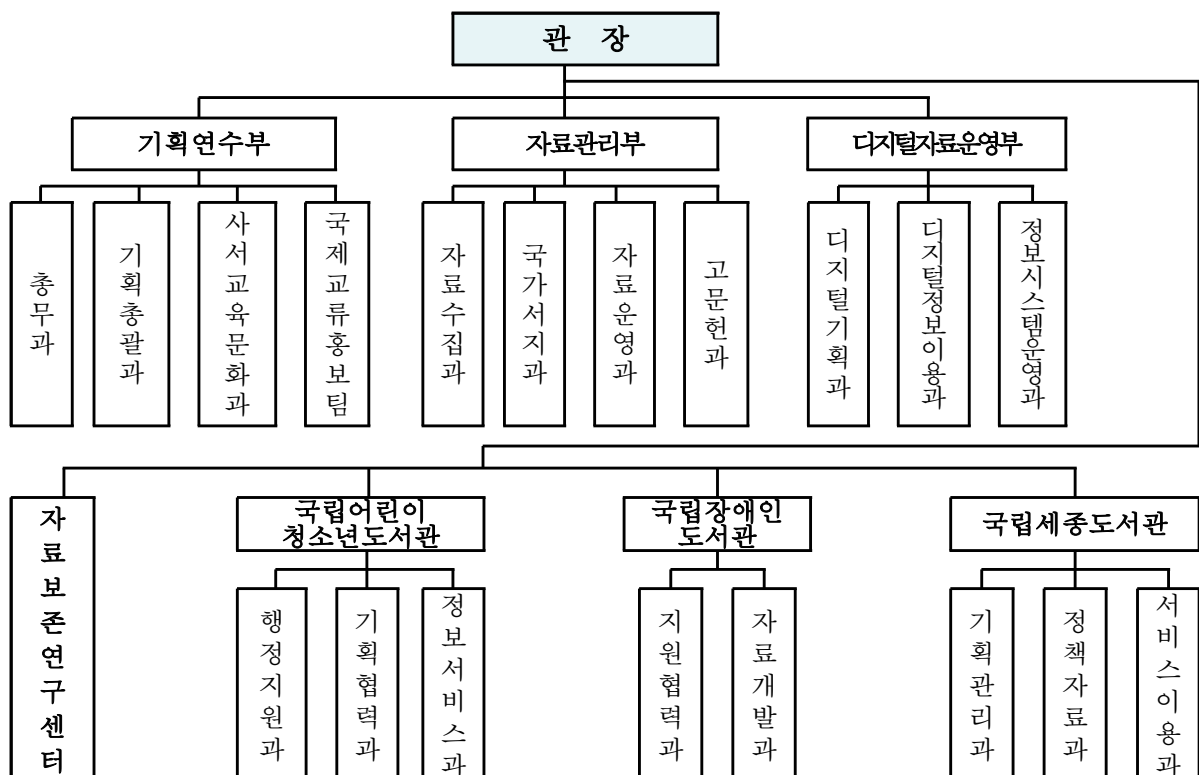 관 장
기획연수부
자료관리부
디지털자료운영부
총무과
기획총괄과
사서교육문화과
국제교류홍보팀
자료수집과
국가서지과
자료운영과
고문헌과
디지털기획과
디지털정보이용과
정보시스템운영과
자료보존연구센터
국립어린이
청소년도서관
국립장애인
도서관
국립세종도서관
행정지원과
기획협력과
정보서비스과
지원협력과
자료개발과
기획관리과
정책자료과
서비스이용과